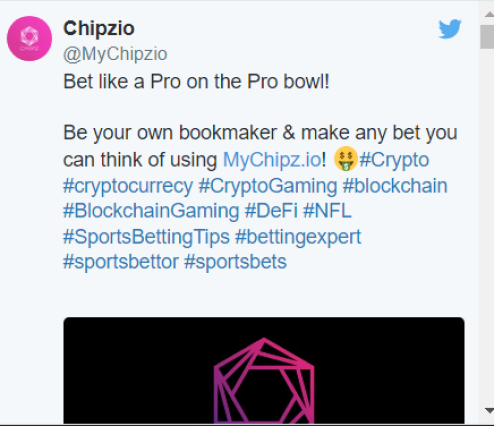 Chipzio
@MyChipzio
Bet like a Pro on the Pro bowl!
Be your own bookmaker & make any bet you
can think of using MyChipz.io! 🤑#Crypto
#cryptocurrecy #CryptoGaming #blockchain
#BlockchainGaming #DeFi #NFL
#SportsBettingTips #bettingexpert
#sportsbettor #sportsbets